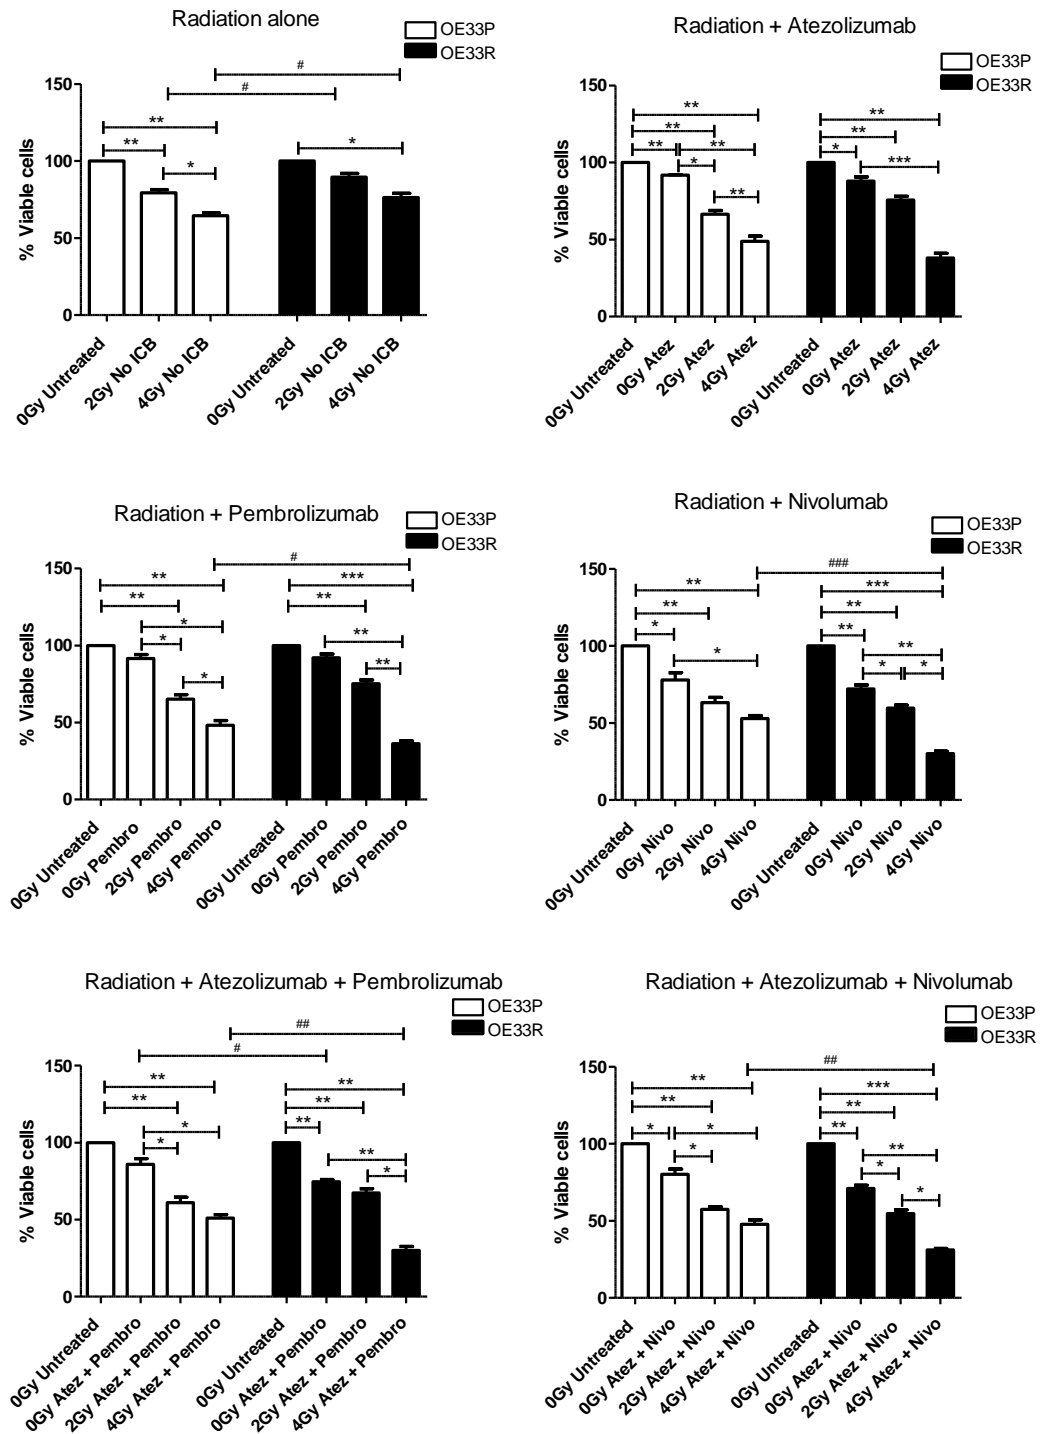 Radiation alone
OE33P
OE33R
% Viable cells
150
100
50
0
#
#
**
**
*
*
0Gy Untreated
2Gy No ICB
4Gy No ICB
0Gy Untreated
2Gy No ICB
4Gy No ICB
Radiation + Atezolizumab
OE33P
OE33R
% Viable cells
150
100
50
0
**
**
**
**
*
**
**
**
*
***
0Gy Untreated
0Gy Atez
2Gy Atez
4Gy Atez
0Gy Untreated
0Gy Atez
2Gy Atez
4Gy Atez
Radiation + Pembrolizumab
OE33P
OE33R
% Viable cells
150
100
50
0
#
**
**
*
*
*
***
**
**
**
0Gy Untreated
0Gy Pembro
2Gy Pembro
4Gy Pembro
0Gy Untreated
0Gy Pembro
2Gy Pembro
4Gy Pembro
Radiation + Nivolumab
OE33P
OE33R
% Viable cells
150
100
50
0
###
**
**
*
*
***
**
**
**
*
*
0Gy Untreated
0Gy Nivo
2Gy Nivo
4Gy Nivo
0Gy Untreated
0Gy Nivo
2Gy Nivo
4Gy Nivo
Radiation + Atezolizumab + Pembrolizumab
OE33P
OE33R
% Viable cells
150
100
50
0
##
#
**
**
*
*
**
**
**
**
*
0Gy Untreated
0Gy Atez + Pembro
2Gy Atez + Pembro
4Gy Atez + Pembro
0Gy Untreated
0Gy Atez + Pembro
2Gy Atez + Pembro
4Gy Atez + Pembro
Radiation + Atezolizumab + Nivolumab
OE33P
OE33R
% Viable cells
150
100
50
0
##
**
**
*
*
*
***
**
**
**
*
*
0Gy Untreated
0Gy Atez + Nivo
2Gy Atez + Nivo
4Gy Atez + Nivo
0Gy Untreated
0Gy Atez + Nivo
2Gy Atez + Nivo
4Gy Atez + Nivo